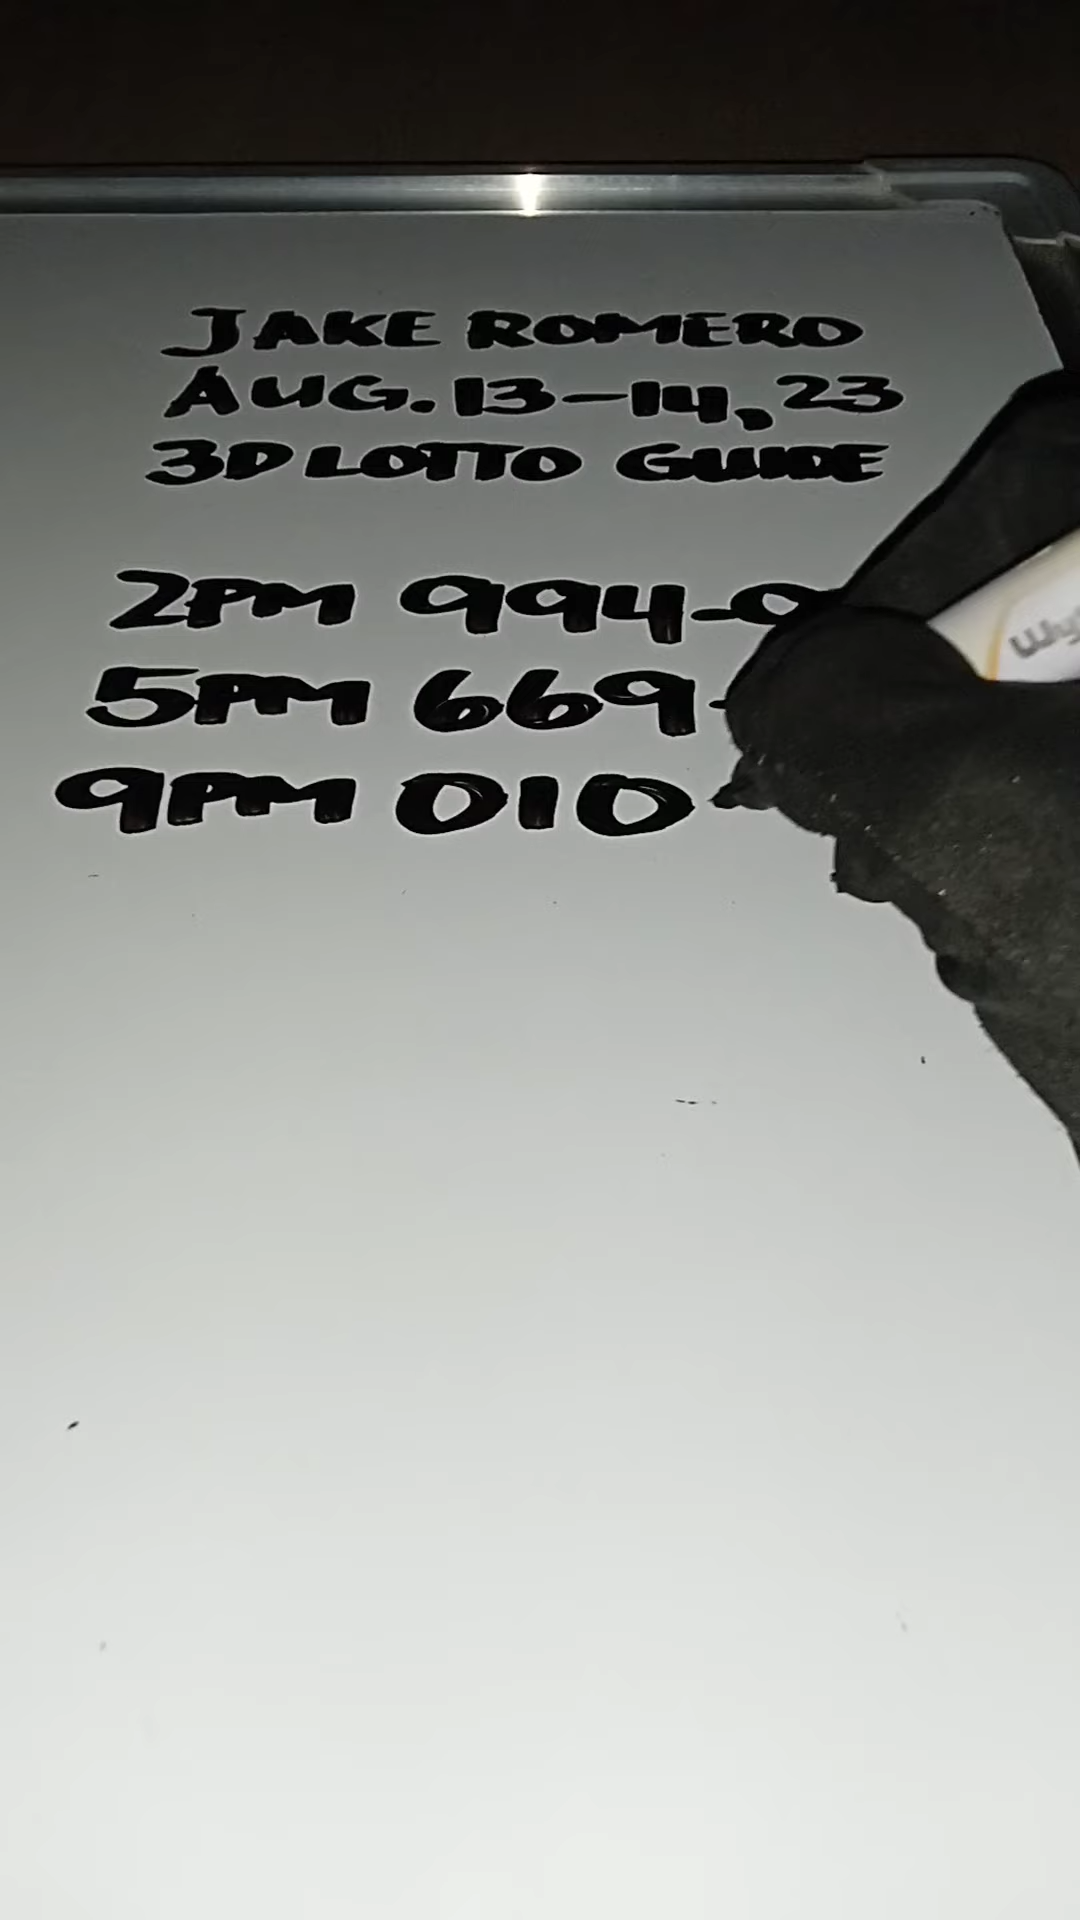 JAKE ROMERO
AUG. 13-14, 23
3D LOTTO GUIDE
2PM 994-
5PM 669-
9PM 010-